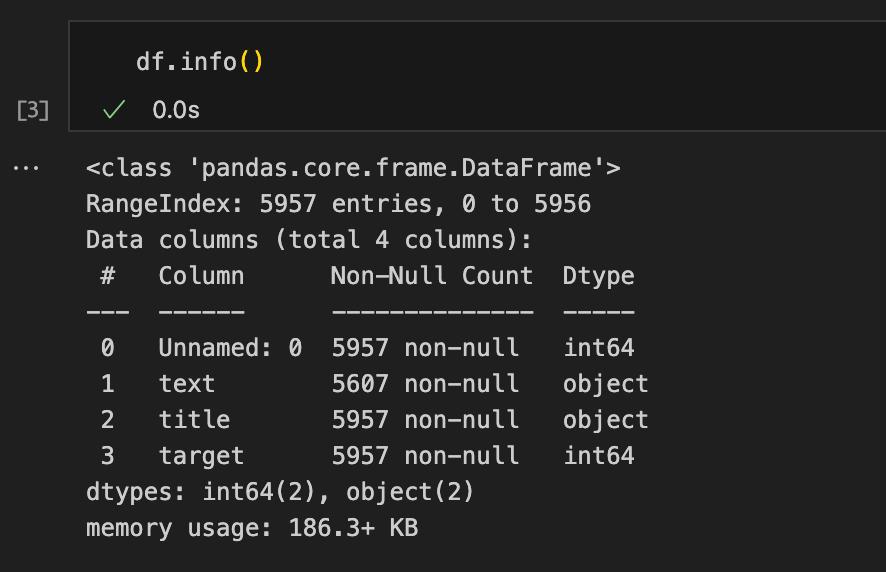 df.info()
[3]
✓ 0.0s
... <class 'pandas.core.frame.DataFrame'>
RangeIndex: 5957 entries, 0 to 5956
Data columns (total 4 columns):
 #   Column      Non-Null Count  Dtype
---  ------      --------------  -----
 0   Unnamed: 0  5957 non-null   int64
 1   text        5607 non-null   object
 2   title       5957 non-null   object
 3   target      5957 non-null   int64
dtypes: int64(2), object(2)
memory usage: 186.3+ KB